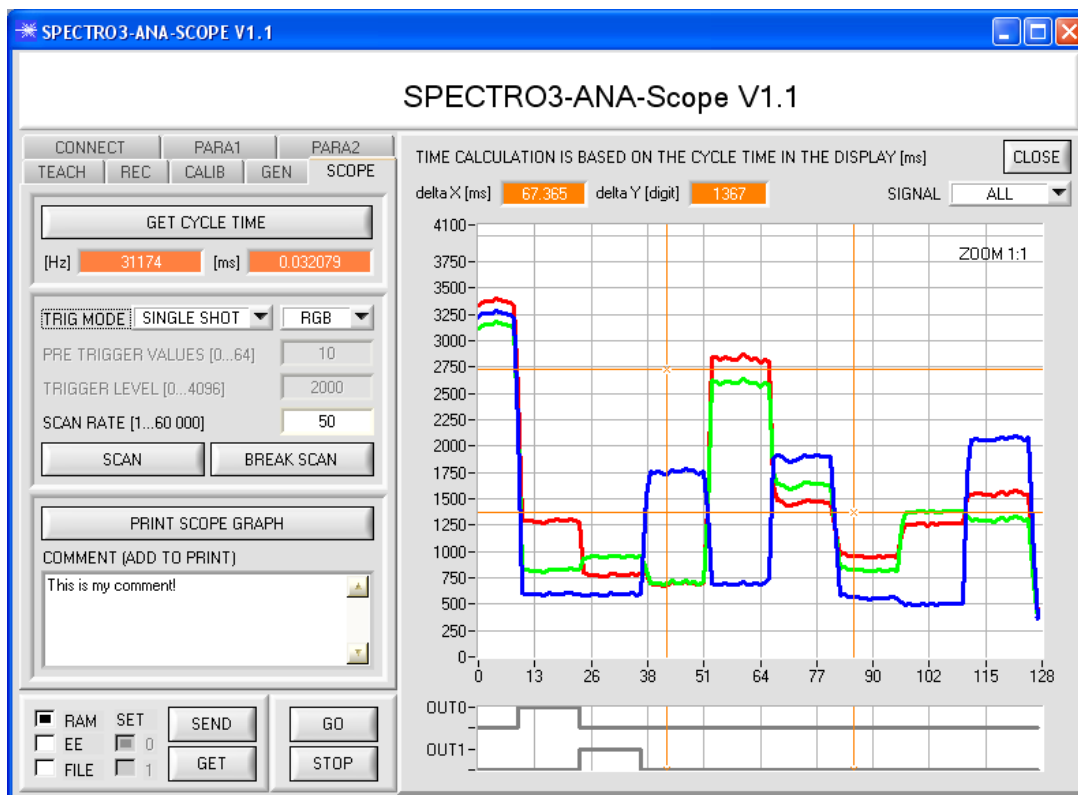 SPECTRO3-ANA-SCOPE V1.1
SPECTRO3-ANA-Scope V1.1
CONNECT PARA1 PARA2
TEACH REC CALIB GEN SCOPE
GET CYCLE TIME
[Hz] 31174 [ms] 0.032079
TRIG MODE SINGLE SHOT RGB
PRE TRIGGER VALUES [0...64] 10
TRIGGER LEVEL [0...4096] 2000
SCAN RATE [1...60 000] 50
SCAN BREAK SCAN
PRINT SCOPE GRAPH
COMMENT (ADD TO PRINT)
This is my comment!
RAM SET SEND GO
EE 0
FILE 1 GET STOP
TIME CALCULATION IS BASED ON THE CYCLE TIME IN THE DISPLAY [ms] CLOSE
delta X [ms] 67.365 delta Y [digit] 1367 SIGNAL ALL
ZOOM 1:1
4100
3750
3500
3250
3000
2750
2500
2250
2000
1750
1500
1250
1000
750
500
250
0
0 13 26 38 51 64 77 90 102 115 128
OUT0
OUT1